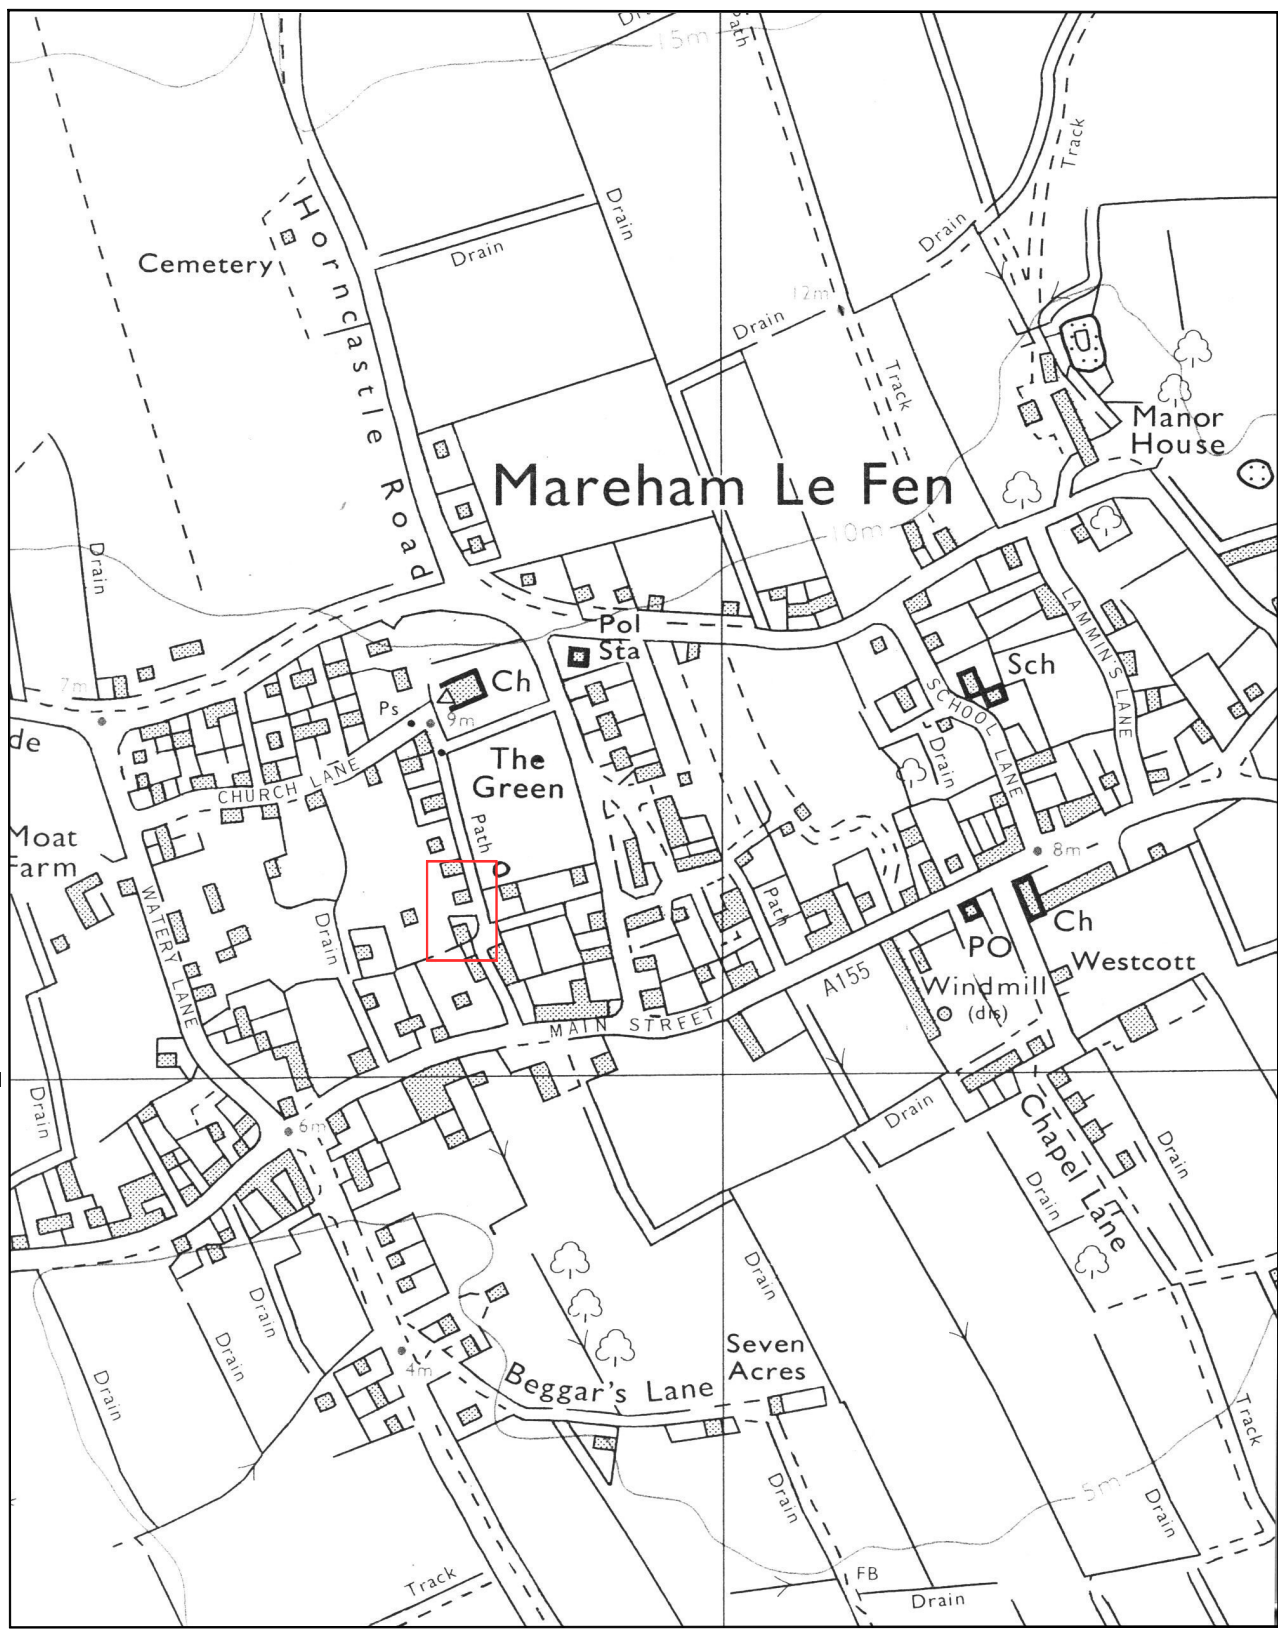 Drain
15m
Path
Track
Horncastle Road
Drain
Drain
Drain
Cemetery
12m
Drain
Track
Manor
House
Mareham Le Fen
10m
Drain
LAMMIN'S LANE
Pol
Sta
Sch
SCHOOL LANE
Ch
7m
Ps
9m
de
The
Green
Drain
CHURCH LANE
Path
Moat
Farm
8m
WATERY LANE
Drain
Path
Ch
PO
Westcott
A155
Windmill
(dis)
MAIN STREET
Drain
Drain
6m
Chapel Lane
Drain
Drain
Drain
Drain
Drain
Drain
Seven
Acres
4m
Beggar's Lane
Drain
Track
5m
Drain
Drain
Track
FB
Drain